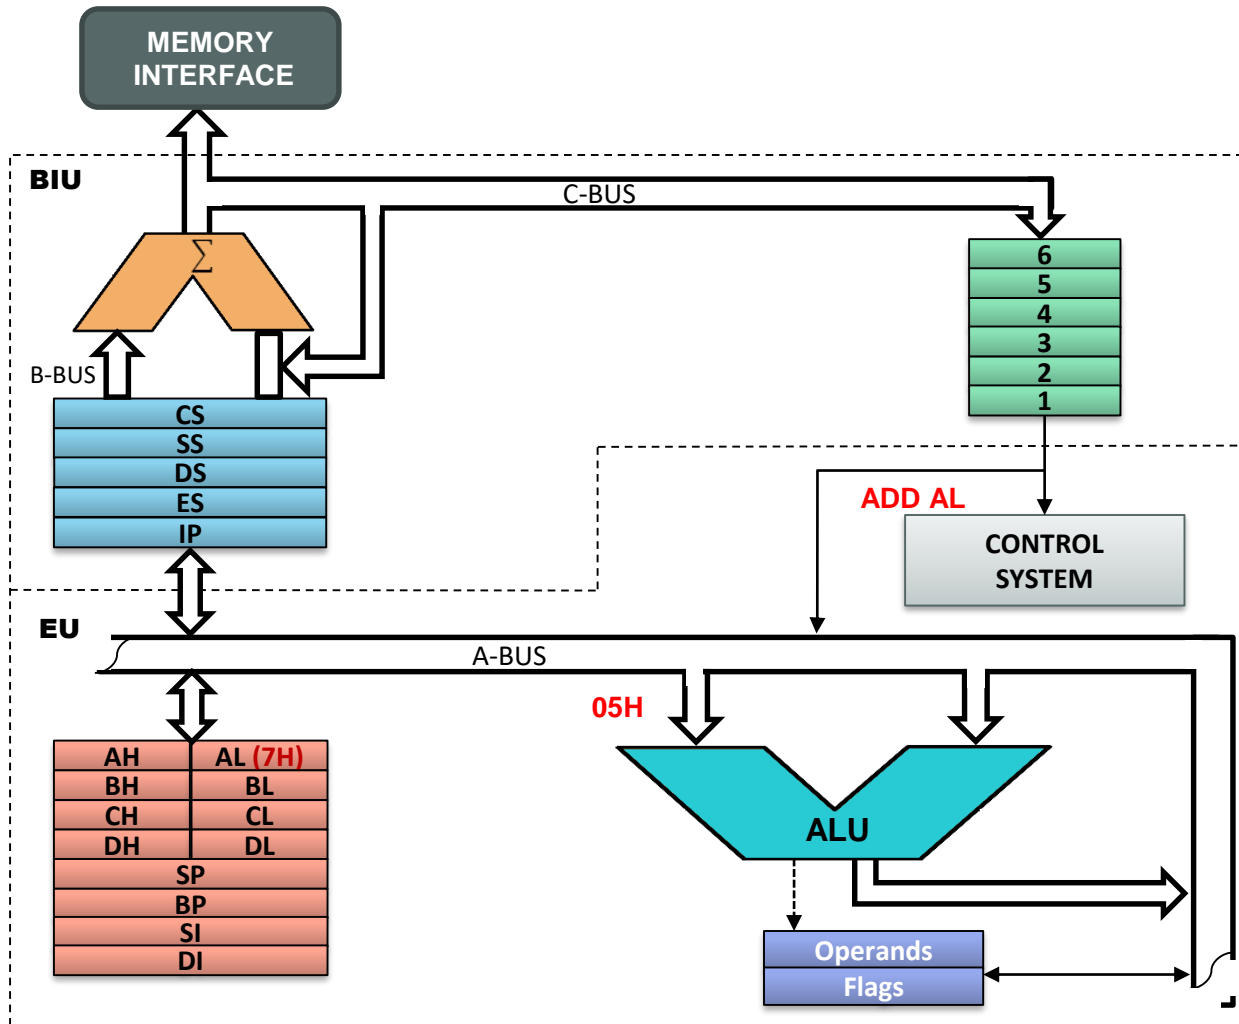 MEMORY
INTERFACE
BIU
C-BUS
Σ
B-BUS
6
5
4
3
2
1
CS
SS
DS
ES
IP
ADD AL
CONTROL
SYSTEM
EU
A-BUS
05H
AH AL (7H)
BH BL
CH CL
DH DL
SP
BP
SI
DI
ALU
Operands
Flags